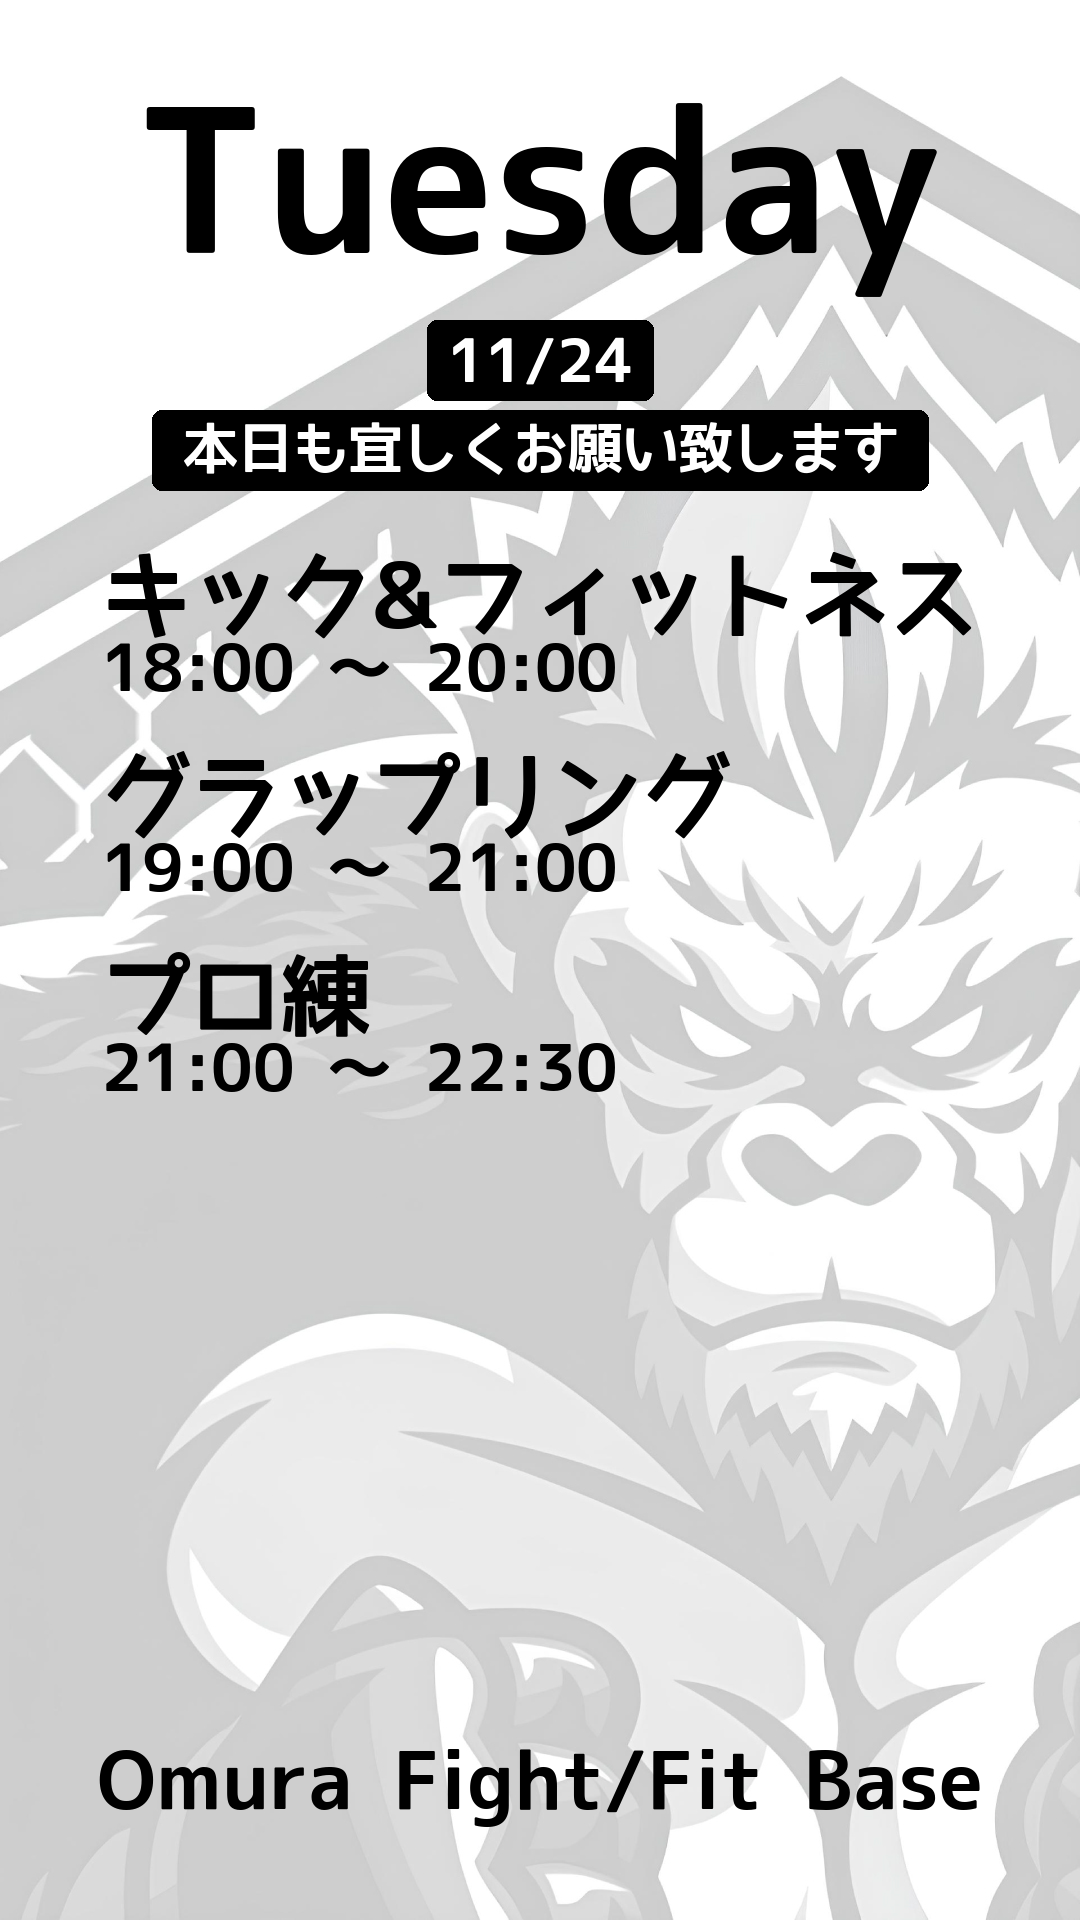 Tuesday
11/24
本日も宜しくお願い致します
キック&フィットネス
18:00 〜 20:00
グラップリング
19:00 〜 21:00
プロ練
21:00 〜 22:30
Omura Fight/Fit Base